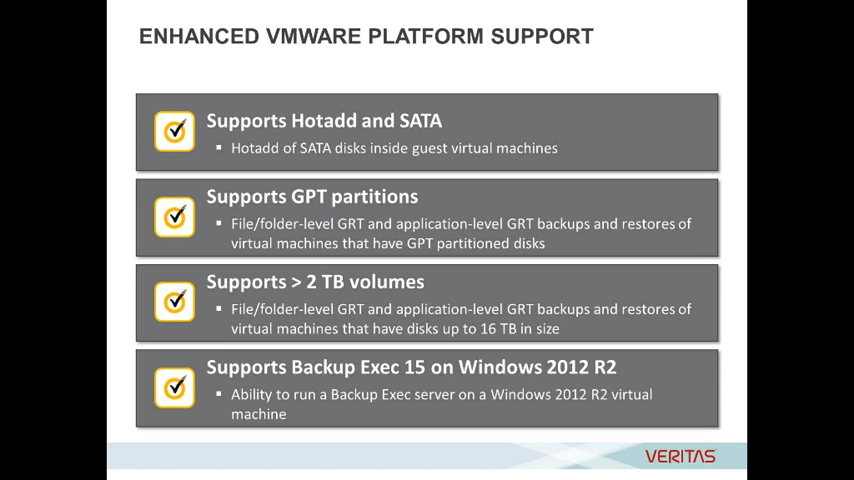 ENHANCED VMWARE PLATFORM SUPPORT
Supports Hotadd and SATA
▪ Hotadd of SATA disks inside guest virtual machines
Supports GPT partitions
▪ File/folder-level GRT and application-level GRT backups and restores of
virtual machines that have GPT partitioned disks
Supports > 2 TB volumes
▪ File/folder-level GRT and application-level GRT backups and restores of
virtual machines that have disks up to 16 TB in size
Supports Backup Exec 15 on Windows 2012 R2
▪ Ability to run a Backup Exec server on a Windows 2012 R2 virtual
machine
VERITAS